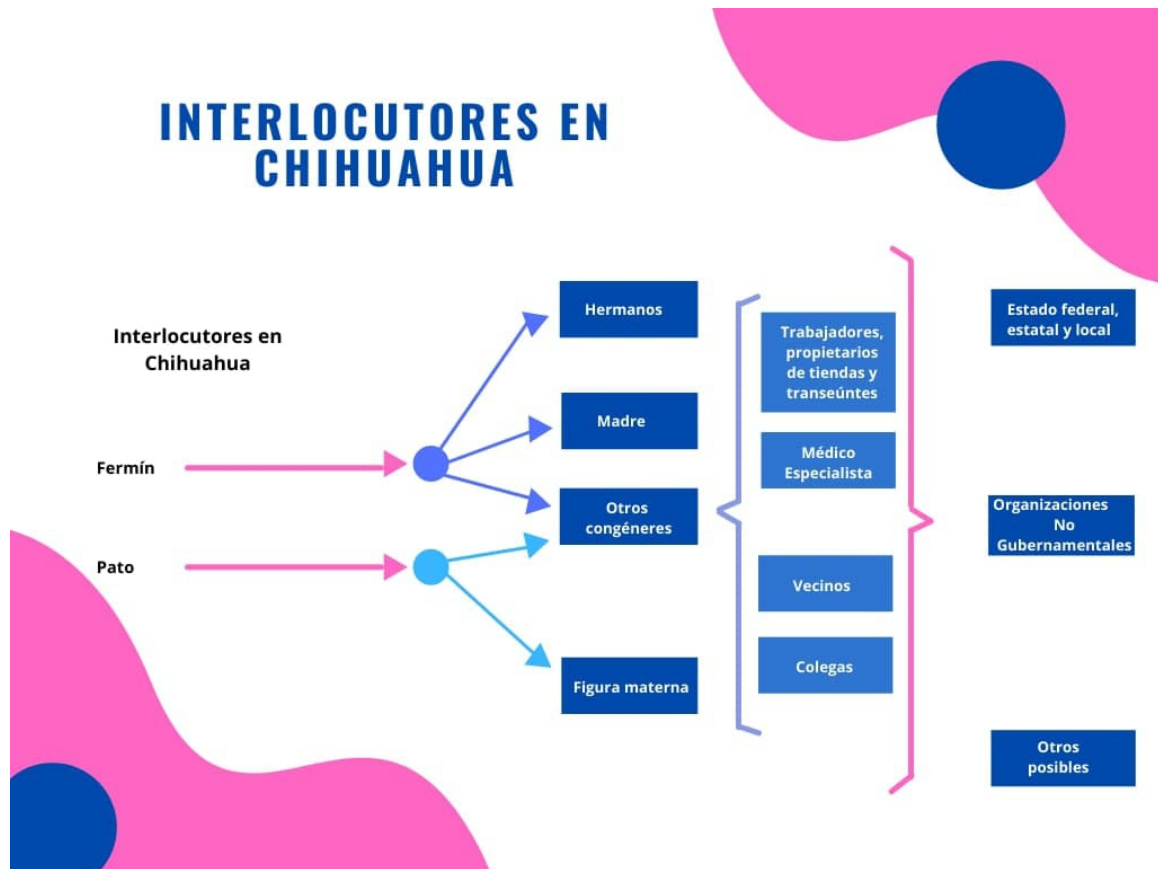 INTERLOCUTORES EN
CHIHUAHUA
Interlocutores en
Chihuahua
Fermín
Pato
Hermanos
Madre
Otros
congéneres
Figura materna
Trabajadores,
propietarios
de tiendas y
transeúntes
Médico
Especialista
Vecinos
Colegas
Estado federal,
estatal y local
Organizaciones
No
Gubernamentales
Otros
posibles